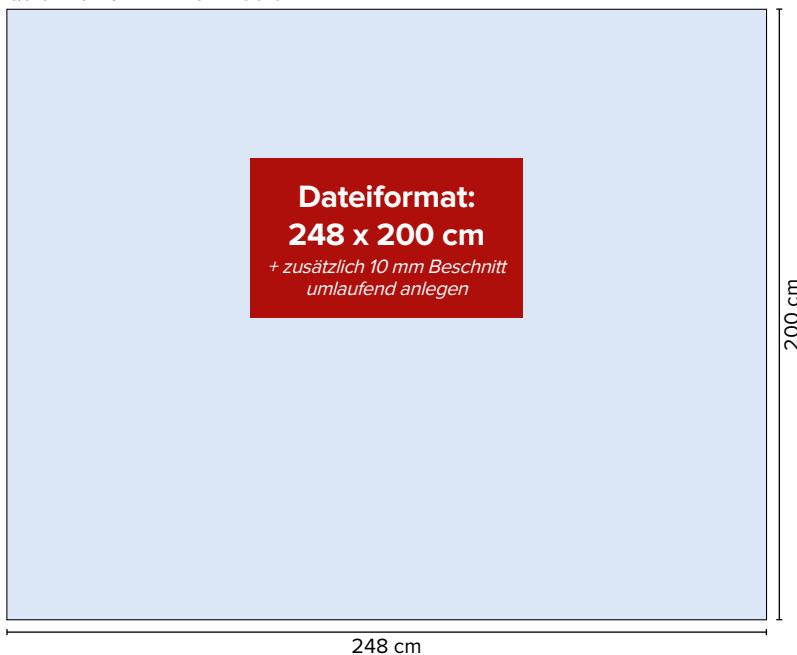 Dateiformat:
248 x 200 cm
+ zusätzlich 10 mm Beschnitt
umlaufend anlegen
200 cm
248 cm